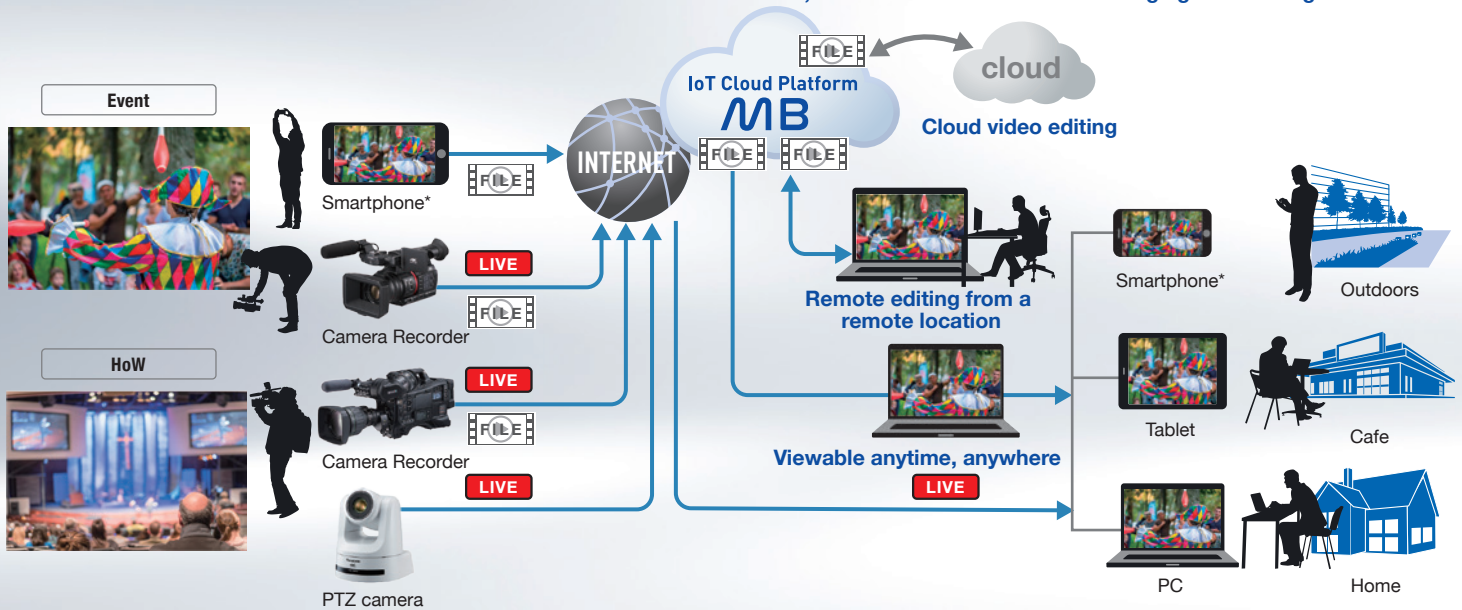 FILE
cloud
IoT Cloud Platform
MB
Cloud video editing
Event
INTERNET
FILE
FILE
FILE
Smartphone*
LIVE
FILE
Camera Recorder
Remote editing from a
remote location
Smartphone*
Outdoors
HoW
LIVE
FILE
Camera Recorder
Viewable anytime, anywhere
LIVE
Tablet
Cafe
LIVE
PTZ camera
PC
Home